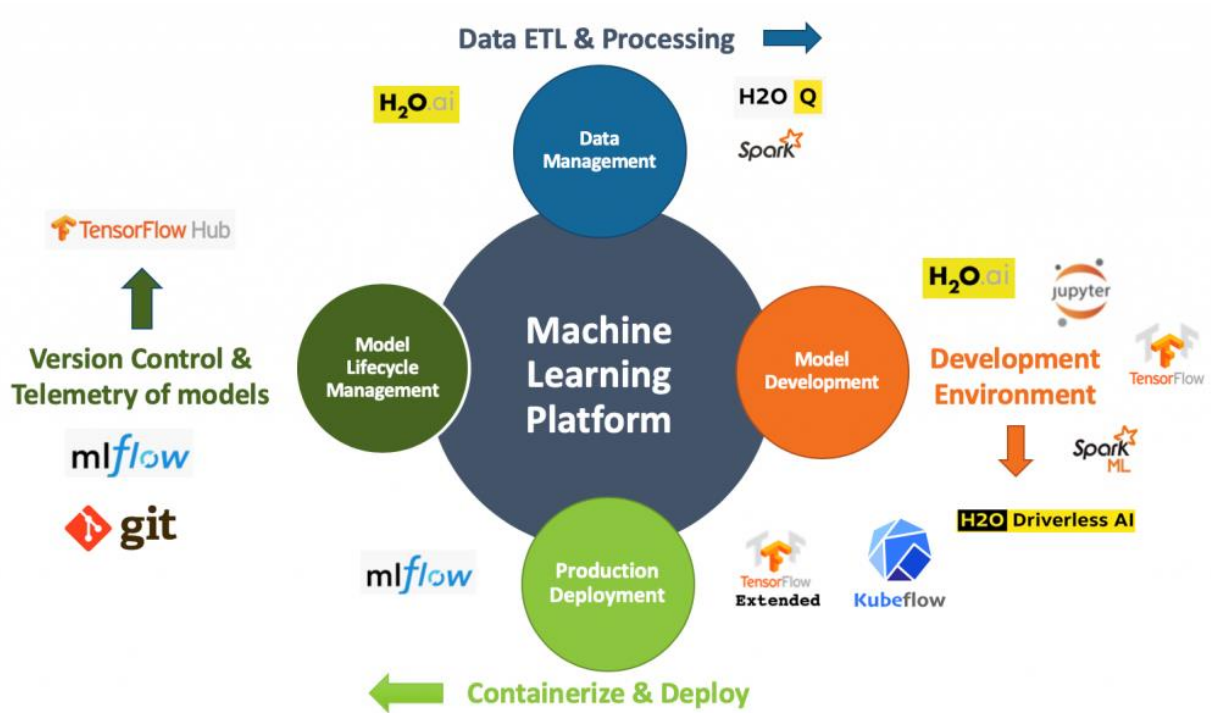 Data ETL & Processing
H2O.ai
Data
Management
H2O Q
Spark
TensorFlow Hub
Version Control &
Telemetry of models
mlflow
git
Model
Lifecycle
Management
Machine
Learning
Platform
Model
Development
H2O.ai
jupyter
Development
Environment
TensorFlow
Spark
ML
H2O Driverless AI
mlflow
Production
Deployment
TensorFlow
Extended
Kubeflow
Containerize & Deploy